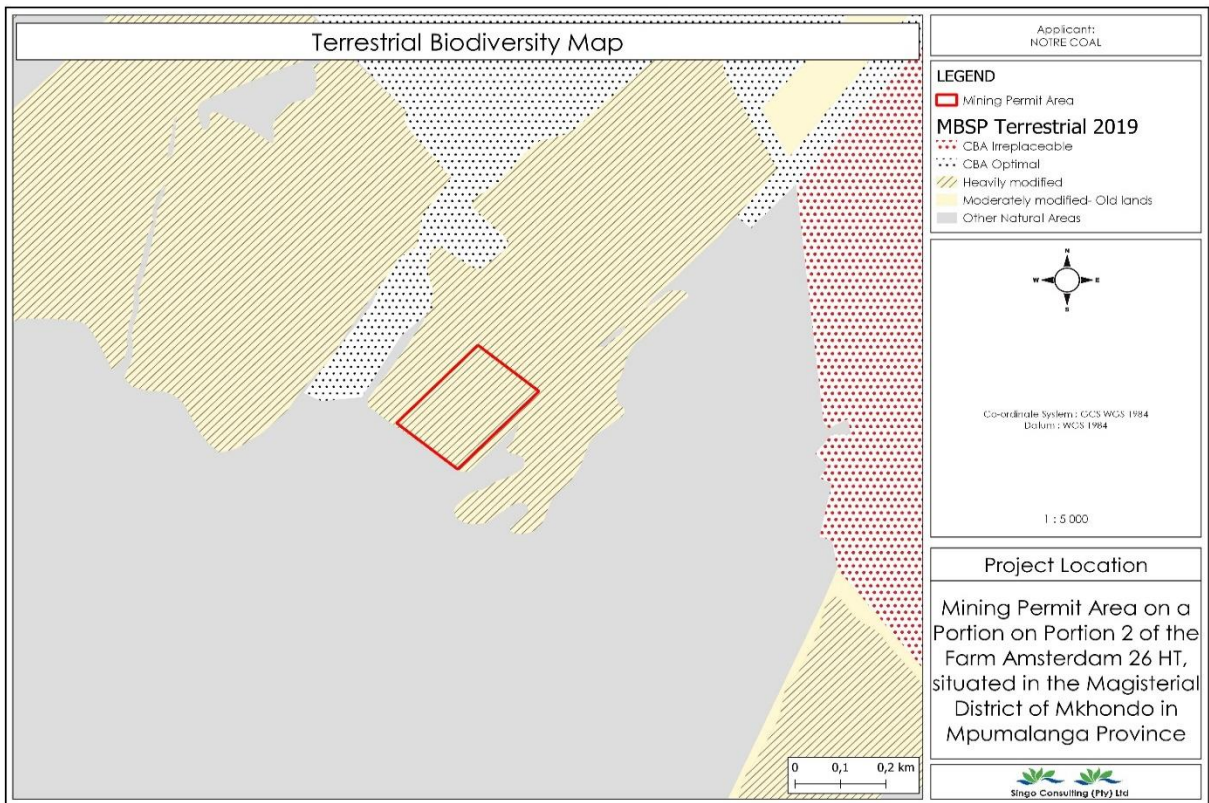 Terrestrial Biodiversity Map
Applicant:
NOTRE COAL
LEGEND
Mining Permit Area
MBSP Terrestrial 2019
CBA Irreplaceable
CBA Optimal
Heavily modified
Moderately modified- Old lands
Other Natural Areas
N
W E
S
Co-ordinate System : GCS WGS 1984
Datum : WGS 1984
1 : 5 000
Project Location
Mining Permit Area on a
Portion on Portion 2 of the
Farm Amsterdam 26 HT,
situated in the Magisterial
District of Mkhondo in
Mpumalanga Province
0 0,1 0,2 km
Singo Consulting (Pty) Ltd